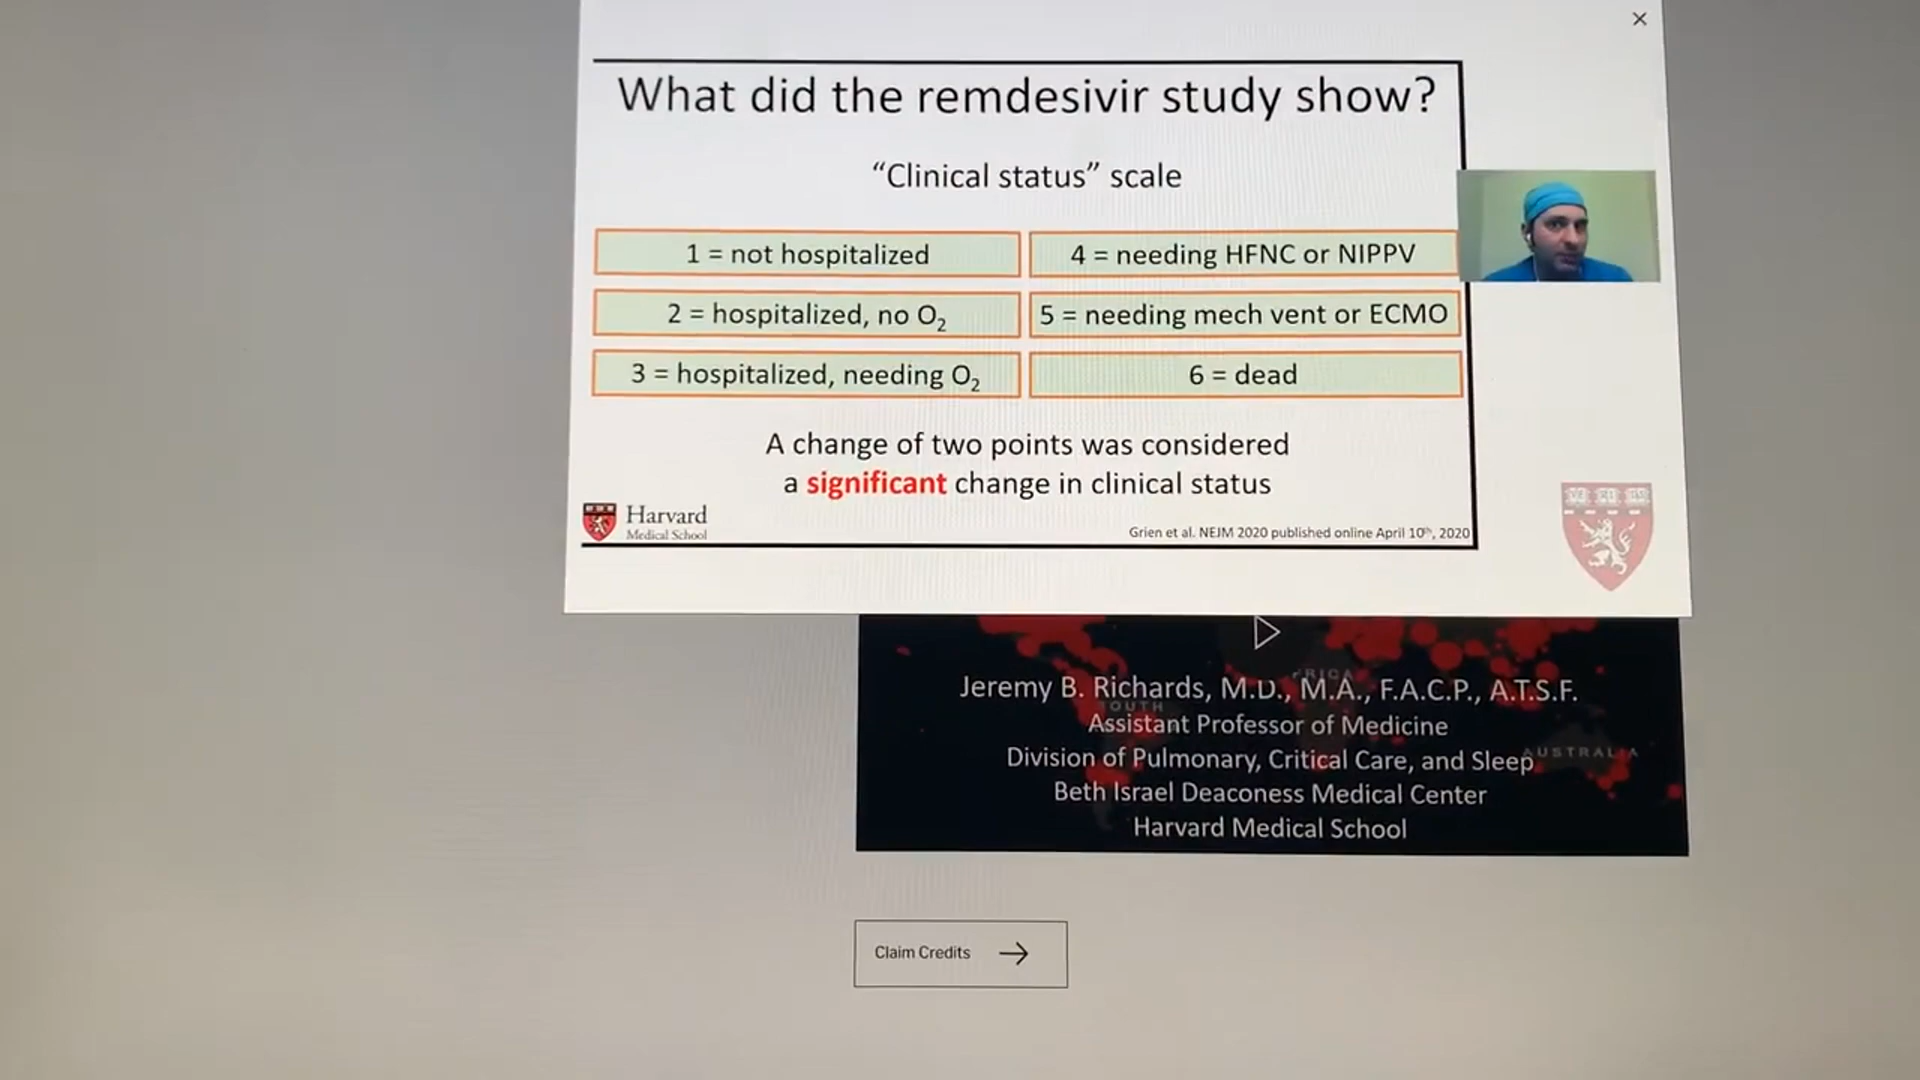 What did the remdesivir study show?
“Clinical status” scale
1 = not hospitalized
4 = needing HFNC or NIPPV
2 = hospitalized, no O₂
5 = needing mech vent or ECMO
3 = hospitalized, needing O₂
6 = dead
A change of two points was considered
a significant change in clinical status
Harvard
Medical School
Grien et al. NEJM 2020 published online April 10th, 2020
Jeremy B. Richards, M.D., M.A., F.A.C.P., A.T.S.F.
Assistant Professor of Medicine
Division of Pulmonary, Critical Care, and Sleep
AUSTRALIA
Beth Israel Deaconess Medical Center
Harvard Medical School
Claim Credits